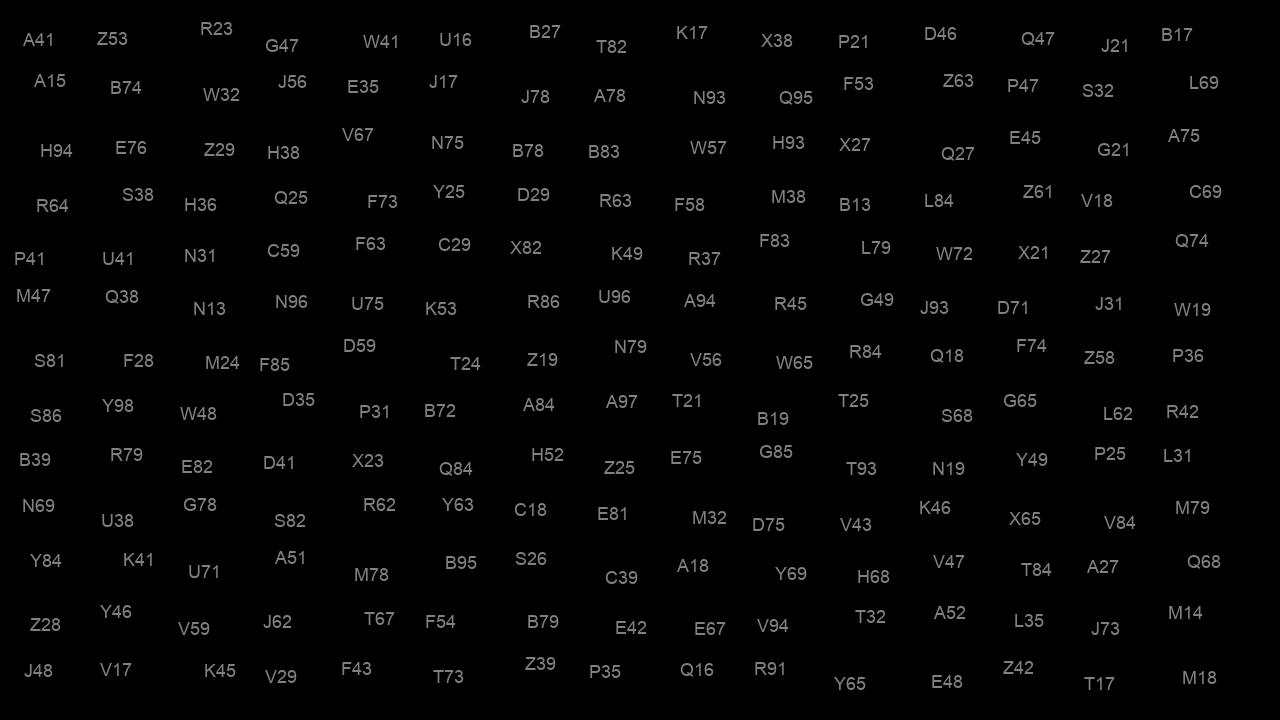 A41 Z53 R23 G47 W41 U16 B27 T82 K17 X38 P21 D46 Q47 J21 B17
A15 B74 W32 J56 E35 J17 J78 A78 N93 Q95 F53 Z63 P47 S32 L69
H94 E76 Z29 H38 V67 N75 B78 B83 W57 H93 X27 Q27 E45 G21 A75
R64 S38 H36 Q25 F73 Y25 D29 R63 F58 M38 B13 L84 Z61 V18 C69
P41 U41 N31 C59 F63 C29 X82 K49 R37 F83 L79 W72 X21 Z27 Q74
M47 Q38 N13 N96 U75 K53 R86 U96 A94 R45 G49 J93 D71 J31 W19
S81 F28 M24 F85 D59 T24 Z19 N79 V56 W65 R84 Q18 F74 Z58 P36
S86 Y98 W48 D35 P31 B72 A84 A97 T21 B19 T25 S68 G65 L62 R42
B39 R79 E82 D41 X23 Q84 H52 Z25 E75 G85 T93 N19 Y49 P25 L31
N69 U38 G78 S82 R62 Y63 C18 E81 M32 D75 V43 K46 X65 V84 M79
Y84 K41 U71 A51 M78 B95 S26 C39 A18 Y69 H68 V47 T84 A27 Q68
Z28 Y46 V59 J62 T67 F54 B79 E42 E67 V94 T32 A52 L35 J73 M14
J48 V17 K45 V29 F43 T73 Z39 P35 Q16 R91 Y65 E48 Z42 T17 M18